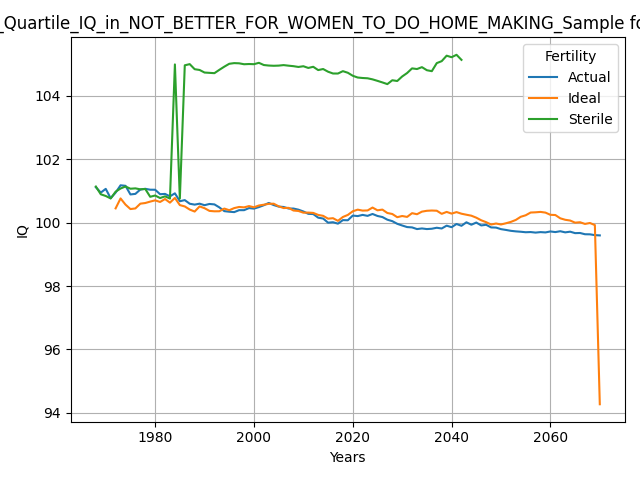 _Quartile_IQ_in_NOT_BETTER_FOR_WOMEN_TO_DO_HOME_MAKING_Sample fo
Fertility
Actual
Ideal
Sterile
104
102
100
98
96
94
IQ
1980
2000
2020
2040
2060
Years